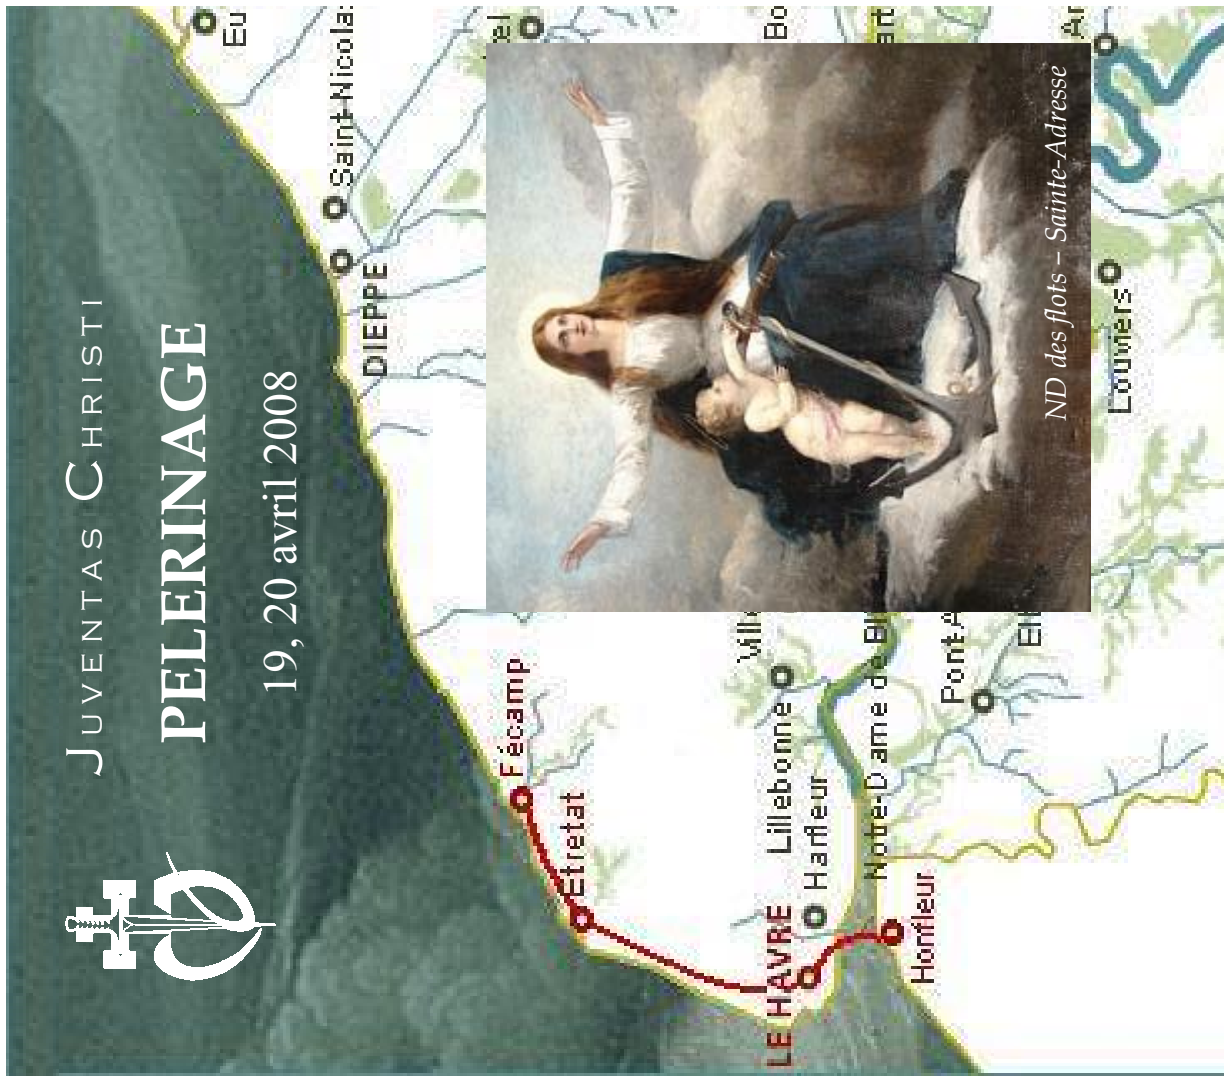 JUVENTAS CHRISTI
PELERINAGE
19, 20 avril 2008
Eu
Saint-Nicolas
DIEPPE
Fécamp
Etretat
LE HAVRE
Lillebonne
Harfleur
Notre-Dame de
Honfleur
Louviers
ND des flots – Sainte-Adresse